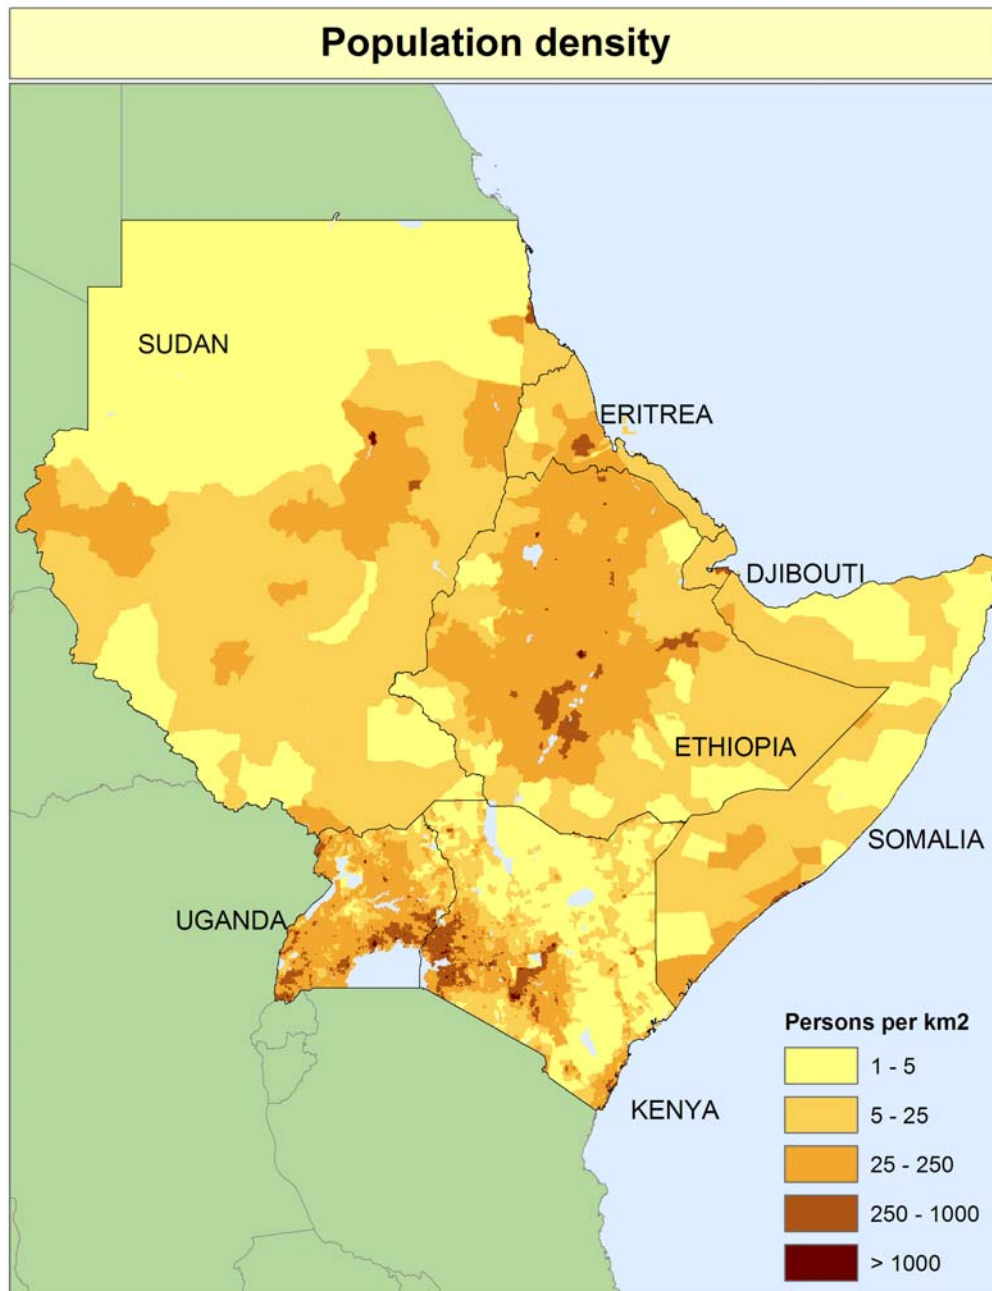 Population density
SUDAN
ERITREA
DJIBOUTI
ETHIOPIA
SOMALIA
UGANDA
KENYA
Persons per km2
1 - 5
5 - 25
25 - 250
250 - 1000
> 1000